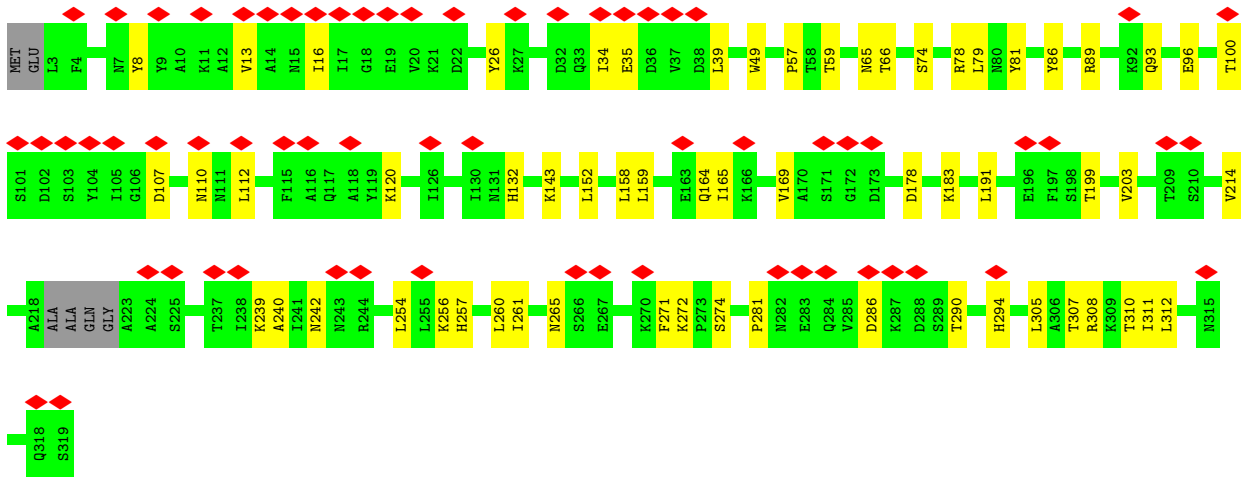 MET GLU L3 F4 N7 Y8 Y9 A10 K11 A12 V13 A14 N15 I16 I17 G18 E19 V20 K21 D22 Y26 K27 D32 Q33 I34 E35 D36 V37 D38 L39 W49 P57 T58 T59 N65 T66 S74 R78 L79 N80 Y81 Y86 R89 K92 Q93 E96 T100
S101 D102 S103 Y104 I105 G106 D107 N110 N111 L112 F115 A116 Q117 A118 Y119 K120 I126 I130 N131 H132 K143 L152 L158 L159 E163 Q164 I165 K166 V169 A170 S171 G172 D173 D178 K183 L191 E196 F197 S198 T199 V203 T209 S210 V214
A218 ALA ALA GLN GLY A223 A224 S225 T237 I238 K239 A240 I241 N242 N243 R244 L254 L255 K256 H257 L260 I261 N265 S266 E267 K270 F271 K272 P273 S274 P281 N282 E283 Q284 V285 D286 K287 D288 S289 T290 H294 L305 A306 T307 R308 K309 T310 I311 L312 N315
Q318 S319